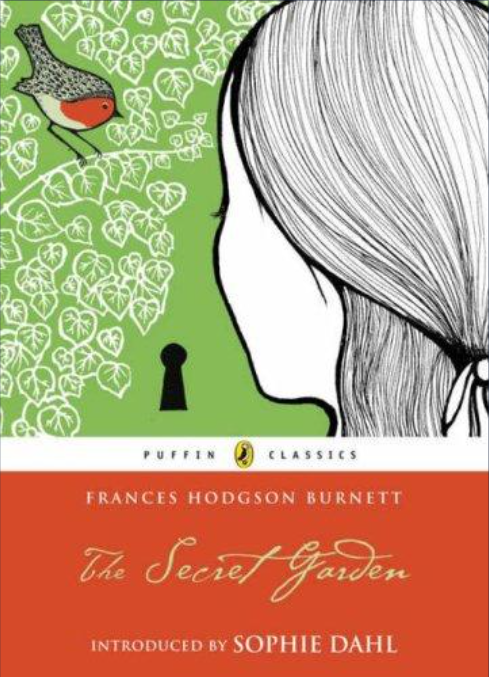 PUFFIN CLASSICS
FRANCES HODGSON BURNETT
The Secret Garden
INTRODUCED BY SOPHIE DAHL